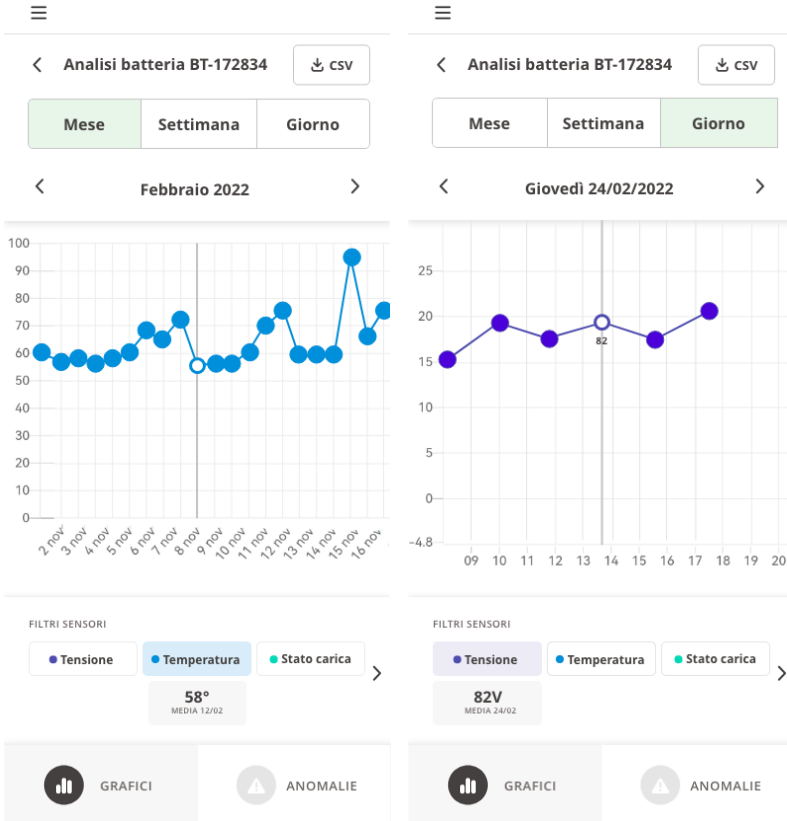 Analisi batteria BT-172834
CSV
Mese
Settimana
Giorno
Febbraio 2022
100
90
80
70
60
50
40
30
20
10
0
2 nov
3 nov
4 nov
5 nov
6 nov
7 nov
8 nov
9 nov
10 nov
11 nov
12 nov
13 nov
14 nov
15 nov
16 nov
FILTRI SENSORI
Tensione
Temperatura
Stato carica
58°
MEDIA 12/02
GRAFICI
ANOMALIE
Analisi batteria BT-172834
CSV
Mese
Settimana
Giorno
Giovedì 24/02/2022
25
20
15
10
5
0
-4.8
82
09 10 11 12 13 14 15 16 17 18 19 20
FILTRI SENSORI
Tensione
Temperatura
Stato carica
82V
MEDIA 24/02
GRAFICI
ANOMALIE